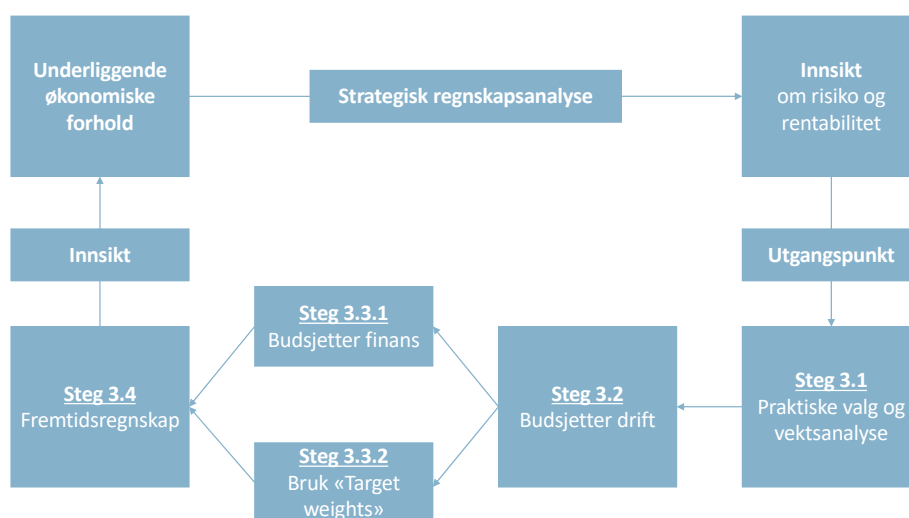 Underliggende
økonomiske
forhold
Strategisk regnskapsanalyse
Innsikt
om risiko og
rentabilitet
Innsikt
Utgangspunkt
Steg 3.3.1
Budsjetter finans
Steg 3.4
Fremtidsregnskap
Steg 3.2
Budsjetter drift
Steg 3.1
Praktiske valg og
vektsanalyse
Steg 3.3.2
Bruk «Target
weights»